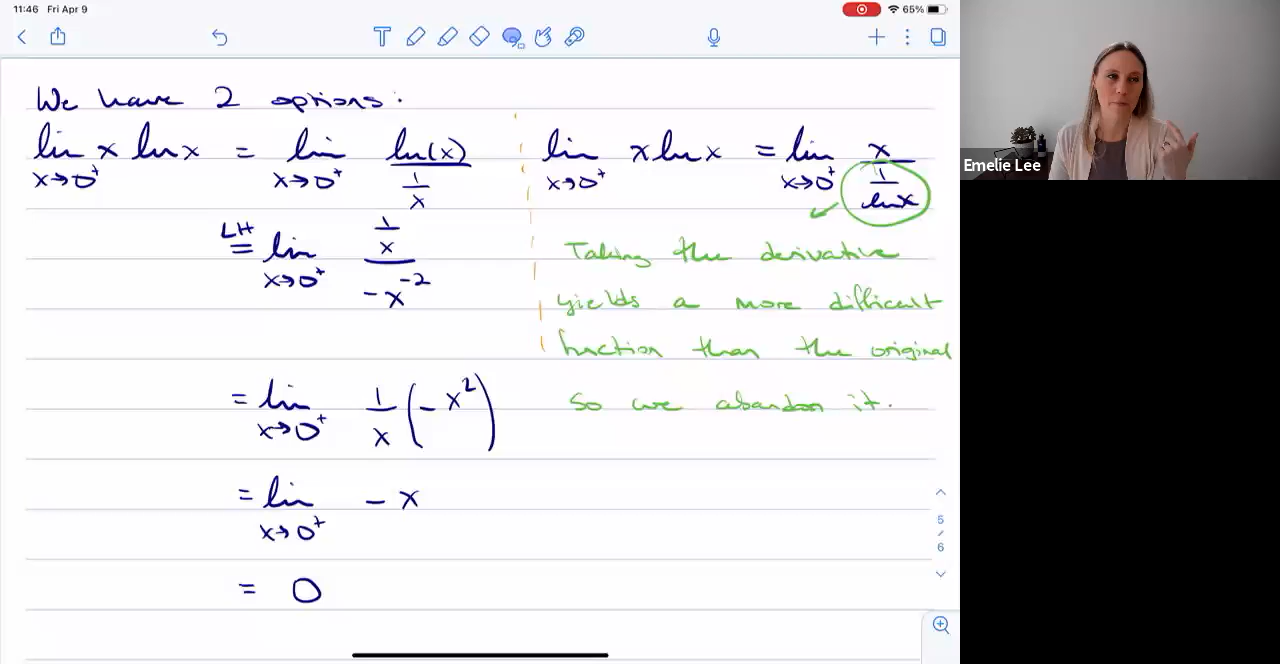 11:46 Fri Apr 9
65%
T
We have 2 options:
lim x→0⁺ x ln x = lim x→0⁺ ln(x) / (1/x)
LH = lim x→0⁺ (1/x) / (-x⁻²)
= lim x→0⁺ 1/x (-x²)
= lim x→0⁺ -x
= 0
lim x→0⁺ x ln x = lim x→0⁺ x / (1/ln x)
Taking the derivative
yields a more difficult
fraction than the original
so we abandon it.
5
/
6
Emelie Lee